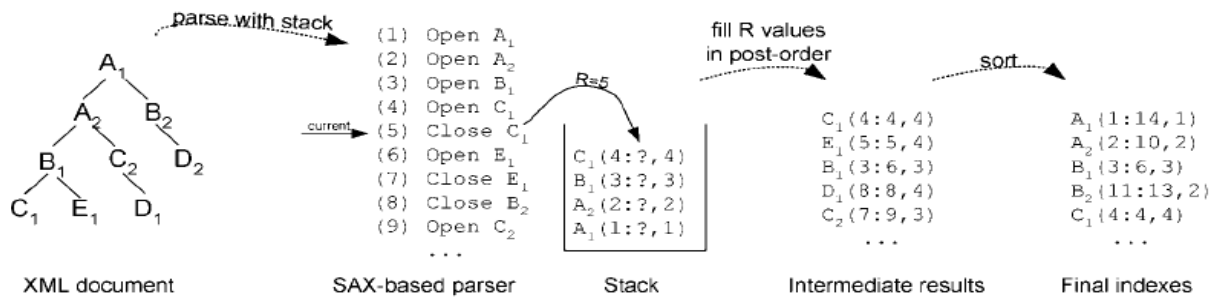 parse with stack
A1
A2 B2
B1 C2 D2
C1 E1 D1
XML document
(1) Open A1
(2) Open A2
(3) Open B1
(4) Open C1
current
(5) Close C1
(6) Open E1
(7) Close E1
(8) Close B2
(9) Open C2
...
SAX-based parser
R=5
C1(4:?,4)
B1(3:?,3)
A2(2:?,2)
A1(1:?,1)
Stack
fill R values
in post-order
C1(4:4,4)
E1(5:5,4)
B1(3:6,3)
D1(8:8,4)
C2(7:9,3)
...
Intermediate results
sort
A1(1:14,1)
A2(2:10,2)
B1(3:6,3)
B2(11:13,2)
C1(4:4,4)
...
Final indexes